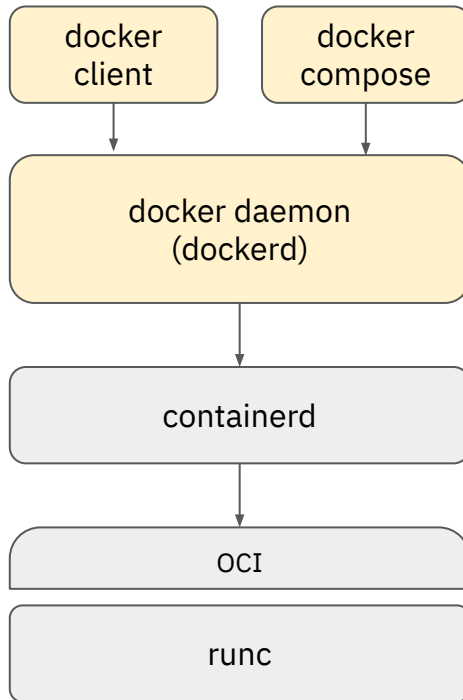 docker
client
docker
compose
docker daemon
(dockerd)
containerd
OCI
runc